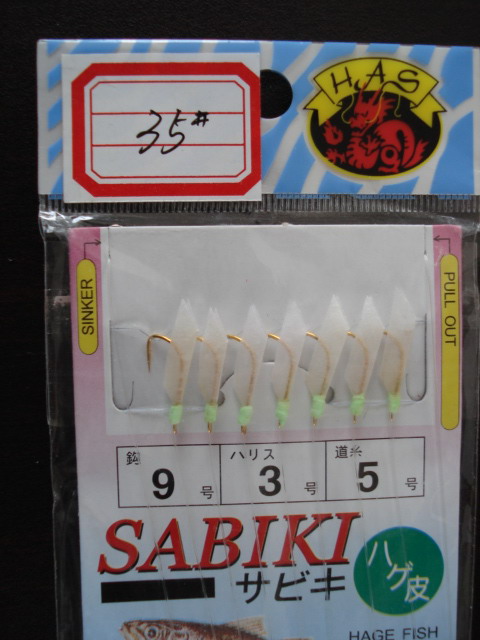 HAS
35#
SINKER
PULL OUT
鈎 ハリス 道糸
9号 3号 5号
SABIKI
サビキ
ハゲ皮
HAGE FISH